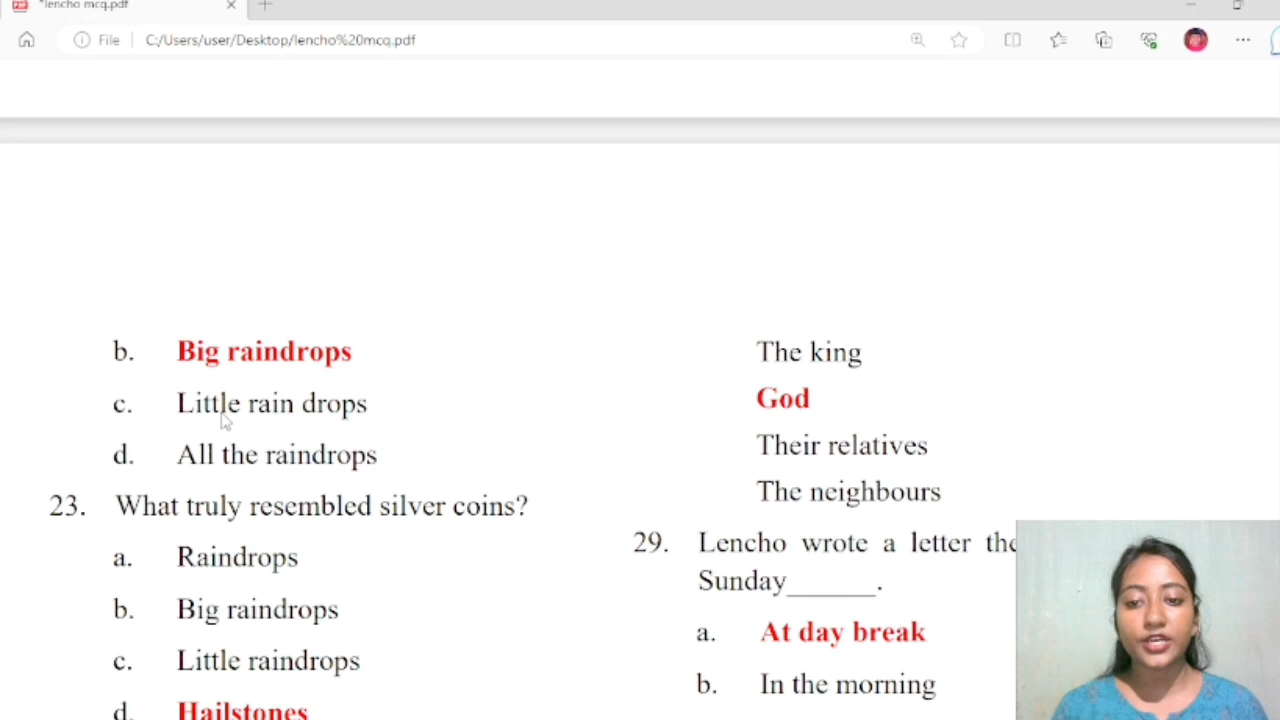 *lencho mcq.pdf
File
C:/Users/user/Desktop/lencho%20mcq.pdf
b. Big raindrops
c. Little rain drops
d. All the raindrops
23. What truly resembled silver coins?
a. Raindrops
b. Big raindrops
c. Little raindrops
d. Hailstones
The king
God
Their relatives
The neighbours
29. Lencho wrote a letter the
Sunday______.
a. At day break
b. In the morning